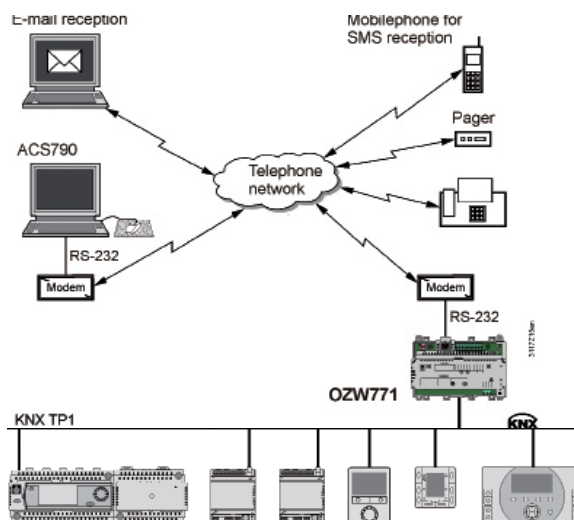 E-mail reception
Mobilephone for
SMS reception
Pager
ACS790
Telephone
network
RS-232
Modem
Modem
RS-232
OZW771
KNX TP1
KNX